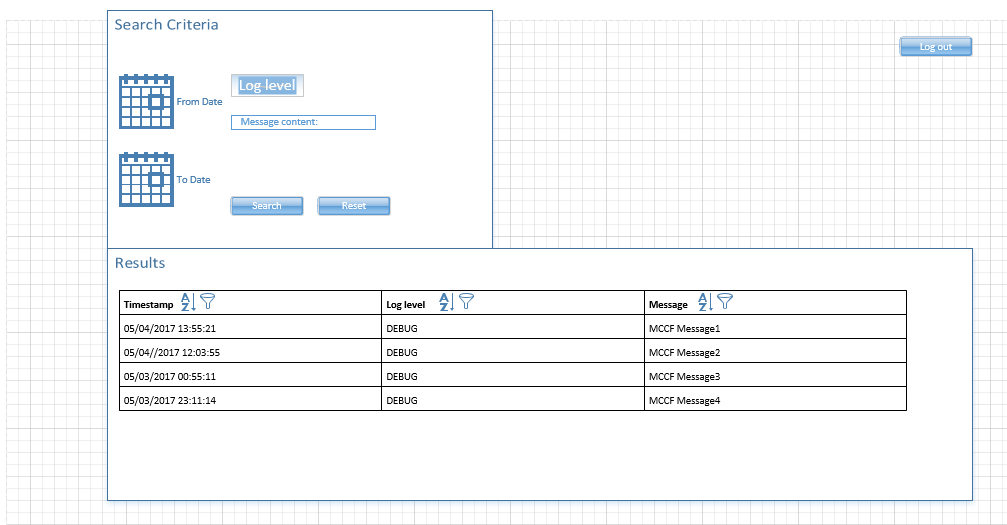 Search Criteria
Log out
Log level
From Date
Message content:
To Date
Search Reset
Results
Timestamp Log level Message
05/04/2017 13:55:21 DEBUG MCCF Message1
05/04//2017 12:03:55 DEBUG MCCF Message2
05/03/2017 00:55:11 DEBUG MCCF Message3
05/03/2017 23:11:14 DEBUG MCCF Message4